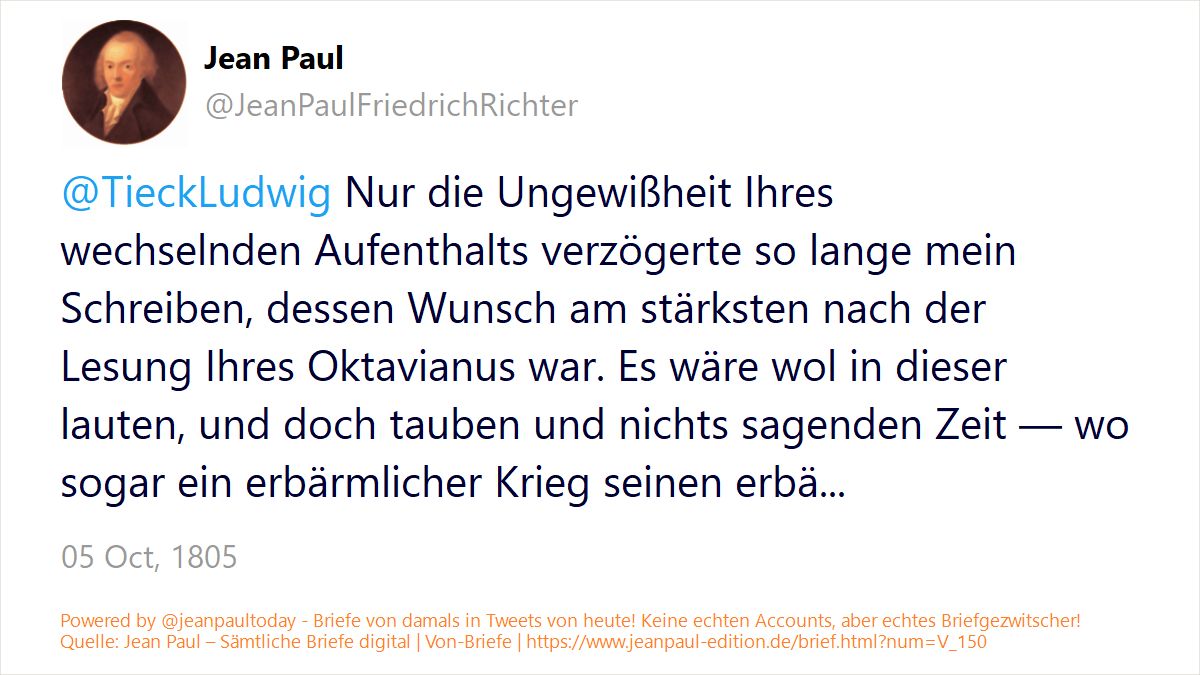 Jean Paul
@JeanPaulFriedrichRichter
@TieckLudwig Nur die Ungewißheit Ihres
wechselnden Aufenthalts verzögerte so lange mein
Schreiben, dessen Wunsch am stärksten nach der
Lesung Ihres Oktavianus war. Es wäre wol in dieser
lauten, und doch tauben und nichts sagenden Zeit — wo
sogar ein erbärmlicher Krieg seinen erbä...
05 Oct, 1805
Powered by @jeanpaultoday - Briefe von damals in Tweets von heute! Keine echten Accounts, aber echtes Briefgezwitscher!
Quelle: Jean Paul – Sämtliche Briefe digital | Von-Briefe | https://www.jeanpaul-edition.de/brief.html?num=V_150